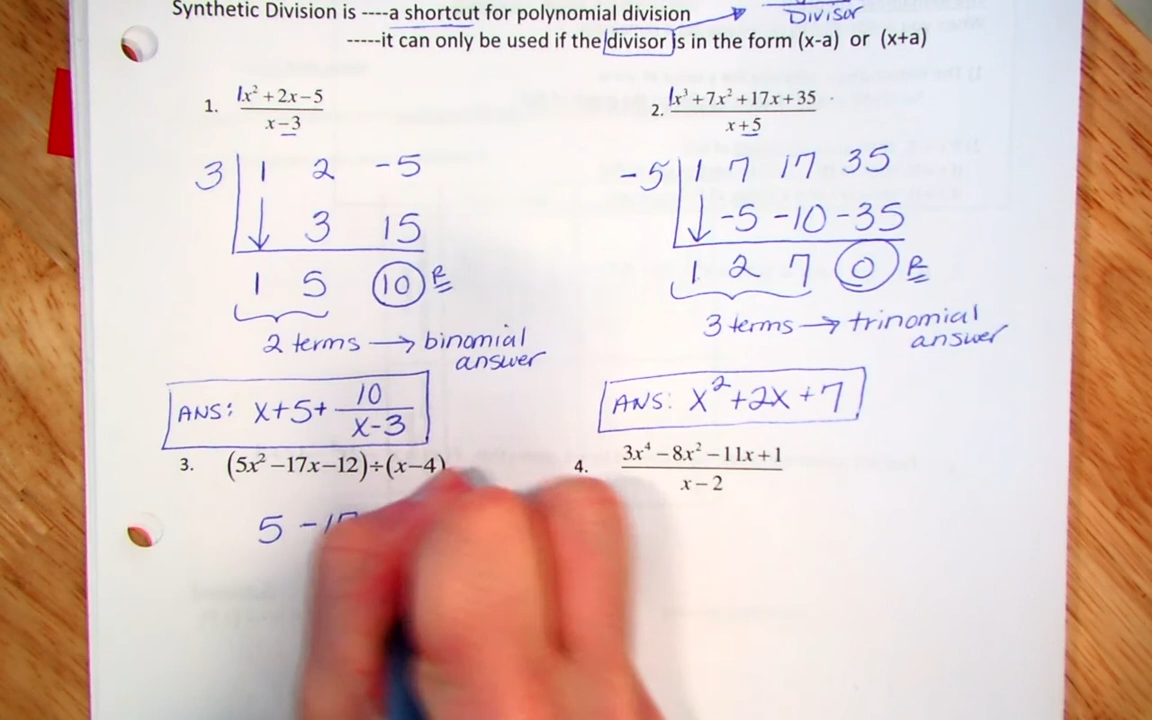 Synthetic Division is ----a shortcut for polynomial division → Divisor
-----it can only be used if the divisor is in the form (x-a) or (x+a)
1. 1x² + 2x − 5
x − 3
3 | 1 2 -5
↓ 3 15
1 5 10 R
2 terms → binomial
answer
ANS: x+5+ 10/(x-3)
2. 1x³ + 7x² + 17x + 35
x + 5
-5 | 1 7 17 35
↓ -5 -10 -35
1 2 7 0 R
3 terms → trinomial
answer
ANS: x² + 2x + 7
3. (5x² − 17x − 12) ÷ (x − 4)
5 -17
4. 3x⁴ − 8x² − 11x + 1
x − 2